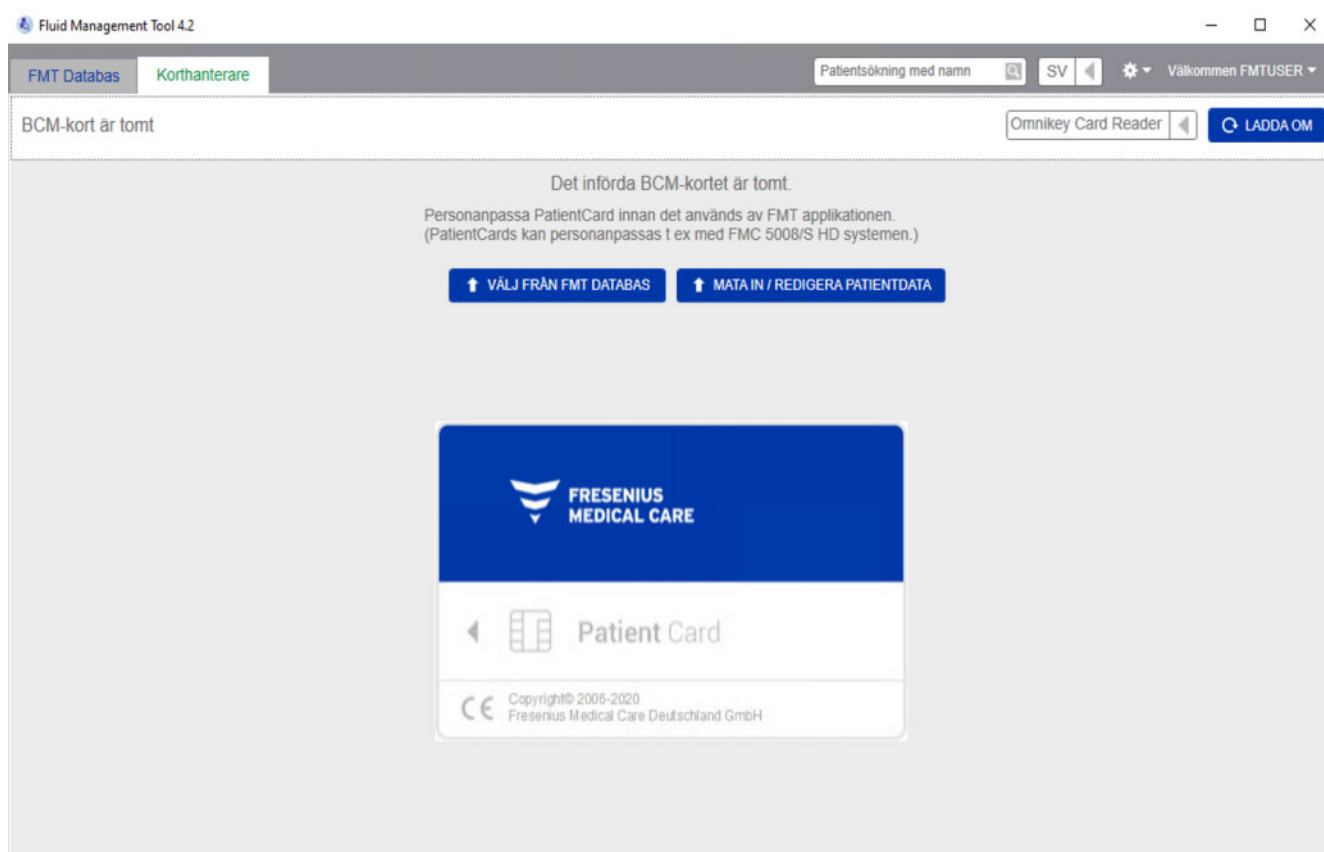 Fluid Management Tool 4.2
FMT Databas
Korthanterare
Patientsökning med namn
SV
Välkommen FMTUSER
BCM-kort är tomt
Omnikey Card Reader
LADDA OM
Det införda BCM-kortet är tomt.
Personanpassa PatientCard innan det används av FMT applikationen.
(PatientCards kan personanpassas t ex med FMC 5008/S HD systemen.)
VÄLJ FRÅN FMT DATABAS
MATA IN / REDIGERA PATIENTDATA
FRESENIUS
MEDICAL CARE
Patient Card
CE
Copyright© 2006-2020
Fresenius Medical Care Deutschland GmbH